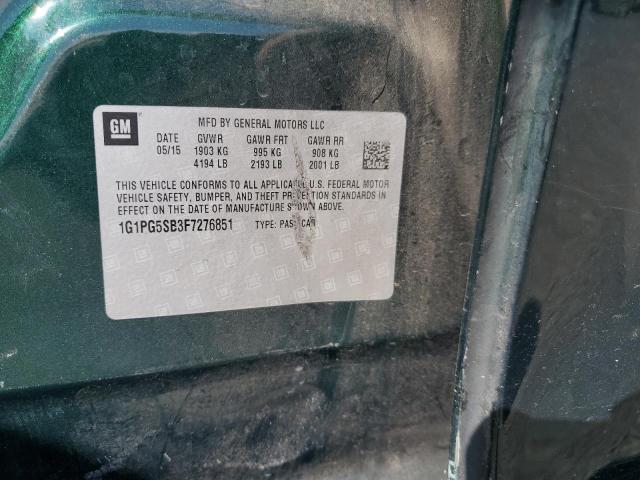 GM
MFD BY GENERAL MOTORS LLC
DATE GVWR GAWR FRT GAWR RR
05/15 1903 KG 995 KG 908 KG
4194 LB 2193 LB 2001 LB
THIS VEHICLE CONFORMS TO ALL APPLICABLE U.S. FEDERAL MOTOR
VEHICLE SAFETY, BUMPER, AND THEFT PREVENTION STANDARDS IN
EFFECT ON THE DATE OF MANUFACTURE SHOWN ABOVE.
1G1PG5SB3F7276851 TYPE: PASS CAR